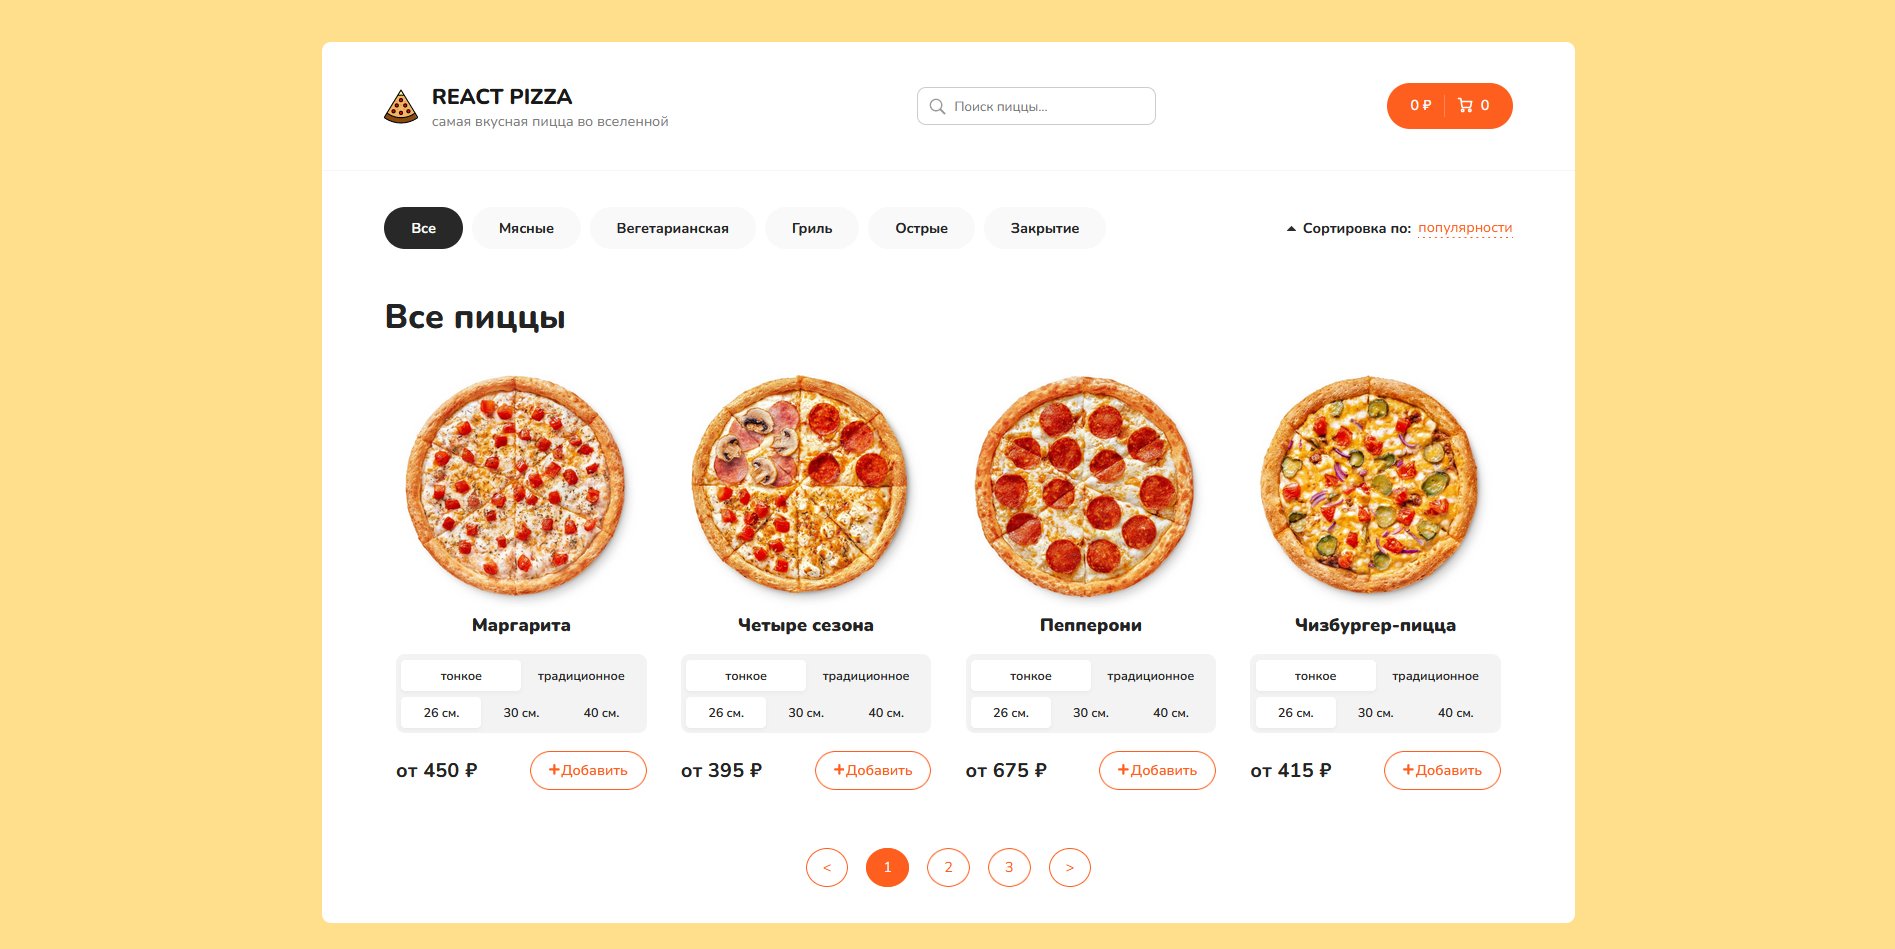 REACT PIZZA
самая вкусная пицца во вселенной
Поиск пиццы...
0 ₽ 0
Все Мясные Вегетарианская Гриль Острые Закрытие
Сортировка по: популярности
Все пиццы
Маргарита Четыре сезона Пепперони Чизбургер-пицца
тонкое традиционное тонкое традиционное тонкое традиционное тонкое традиционное
26 см. 30 см. 40 см. 26 см. 30 см. 40 см. 26 см. 30 см. 40 см. 26 см. 30 см. 40 см.
от 450 ₽ +Добавить от 395 ₽ +Добавить от 675 ₽ +Добавить от 415 ₽ +Добавить
< 1 2 3 >